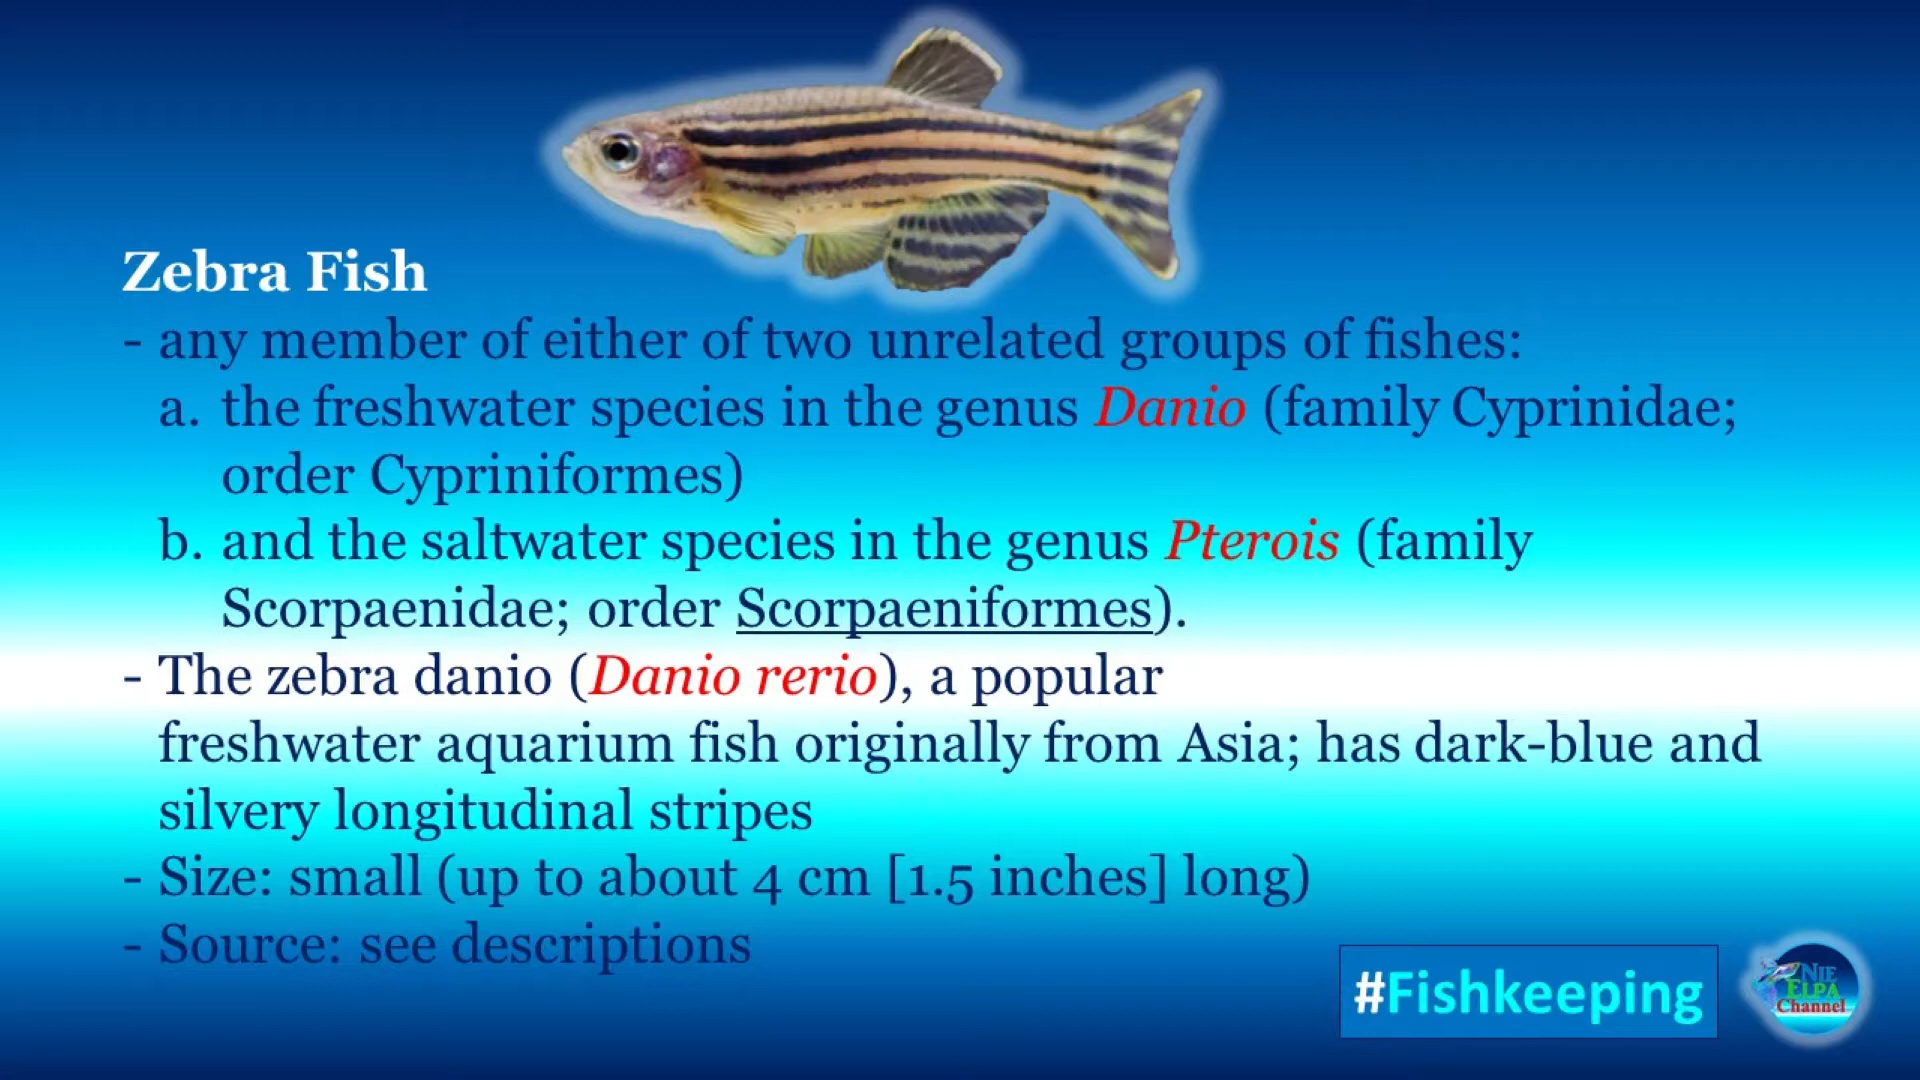 Zebra Fish
- any member of either of two unrelated groups of fishes:
a. the freshwater species in the genus Danio (family Cyprinidae;
order Cypriniformes)
b. and the saltwater species in the genus Pterois (family
Scorpaenidae; order Scorpaeniformes).
- The zebra danio (Danio rerio), a popular
freshwater aquarium fish originally from Asia; has dark-blue and
silvery longitudinal stripes
- Size: small (up to about 4 cm [1.5 inches] long)
- Source: see descriptions
#Fishkeeping
NIE
ELPA
Channel